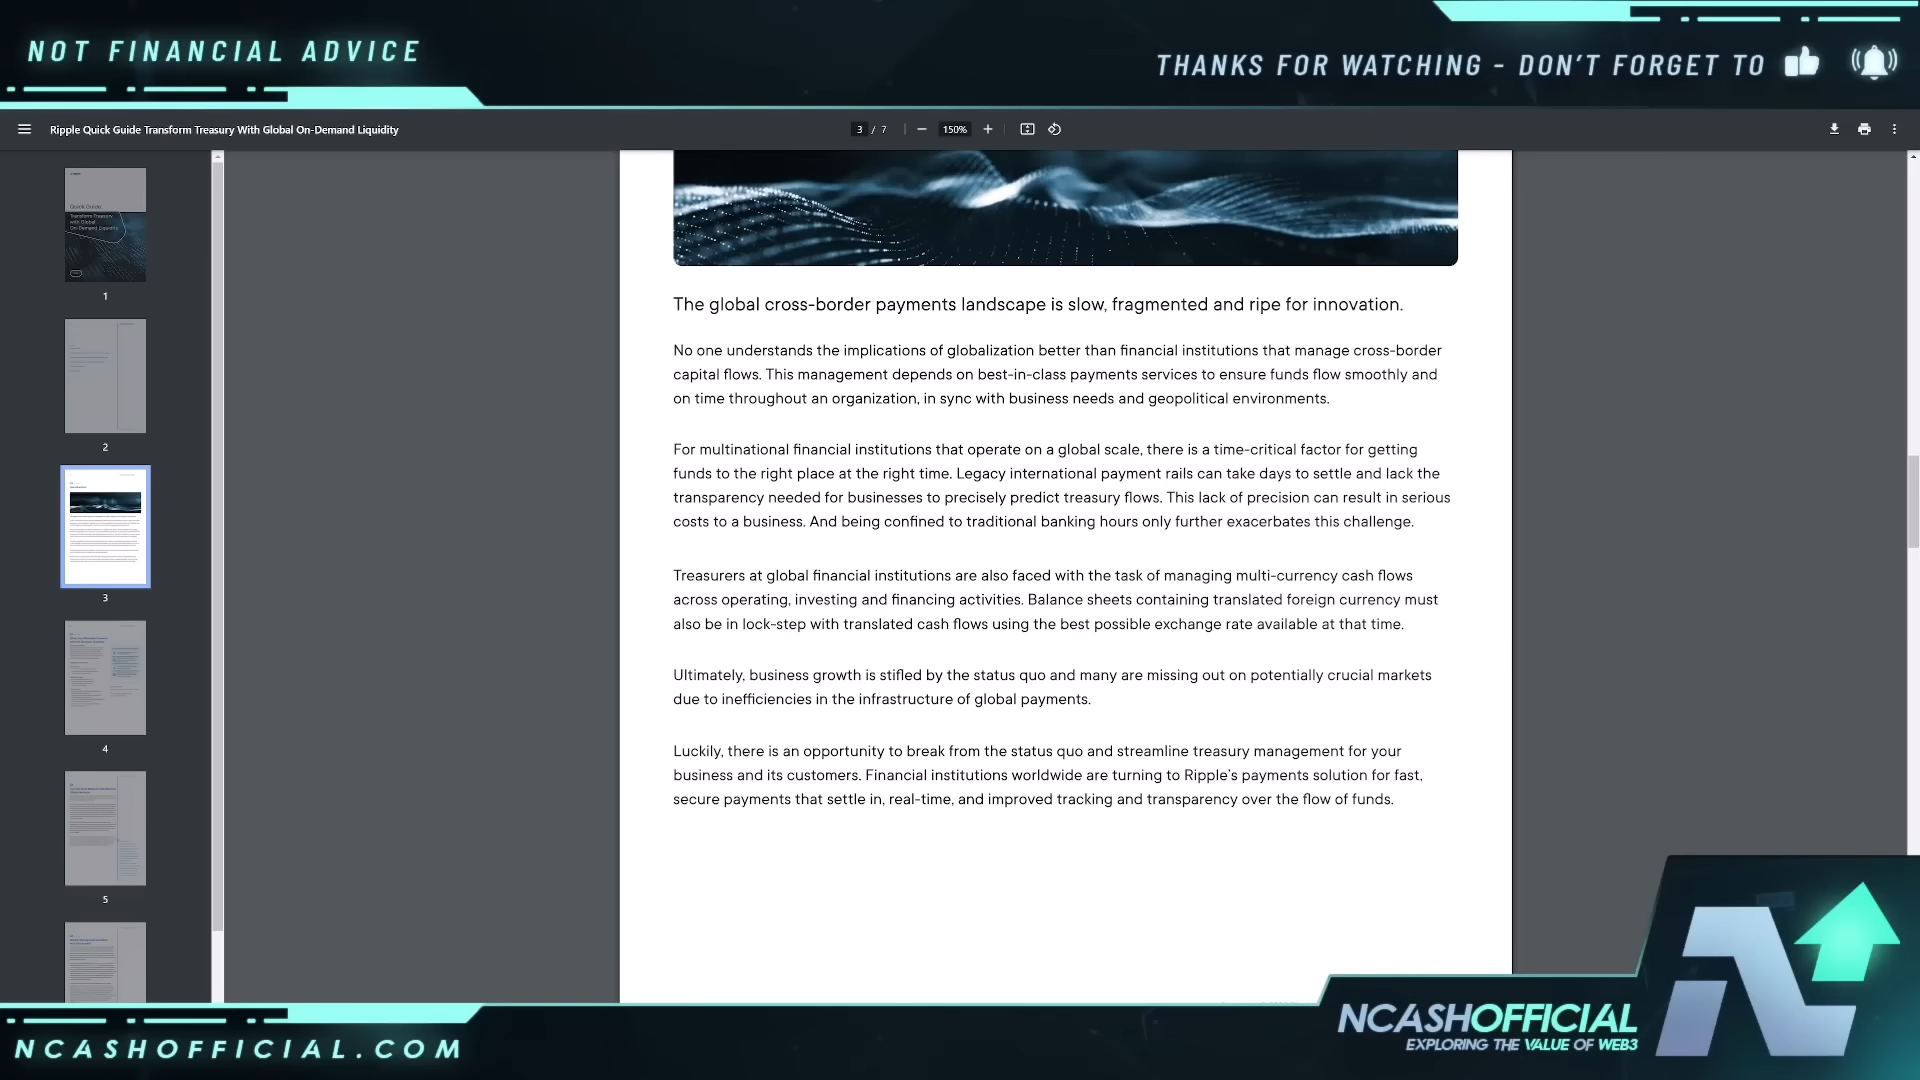 NOT FINANCIAL ADVICE
THANKS FOR WATCHING - DON'T FORGET TO
Ripple Quick Guide Transform Treasury With Global On-Demand Liquidity
3 / 7
150%
Quick Guide:
Transform Treasury
with Global
On-Demand Liquidity
1
2
3
4
5
The global cross-border payments landscape is slow, fragmented and ripe for innovation.
No one understands the implications of globalization better than financial institutions that manage cross-border
capital flows. This management depends on best-in-class payments services to ensure funds flow smoothly and
on time throughout an organization, in sync with business needs and geopolitical environments.
For multinational financial institutions that operate on a global scale, there is a time-critical factor for getting
funds to the right place at the right time. Legacy international payment rails can take days to settle and lack the
transparency needed for businesses to precisely predict treasury flows. This lack of precision can result in serious
costs to a business. And being confined to traditional banking hours only further exacerbates this challenge.
Treasurers at global financial institutions are also faced with the task of managing multi-currency cash flows
across operating, investing and financing activities. Balance sheets containing translated foreign currency must
also be in lock-step with translated cash flows using the best possible exchange rate available at that time.
Ultimately, business growth is stifled by the status quo and many are missing out on potentially crucial markets
due to inefficiencies in the infrastructure of global payments.
Luckily, there is an opportunity to break from the status quo and streamline treasury management for your
business and its customers. Financial institutions worldwide are turning to Ripple's payments solution for fast,
secure payments that settle in, real-time, and improved tracking and transparency over the flow of funds.
NCASHOFFICIAL
EXPLORING THE VALUE OF WEB3
NCASHOFFICIAL.COM